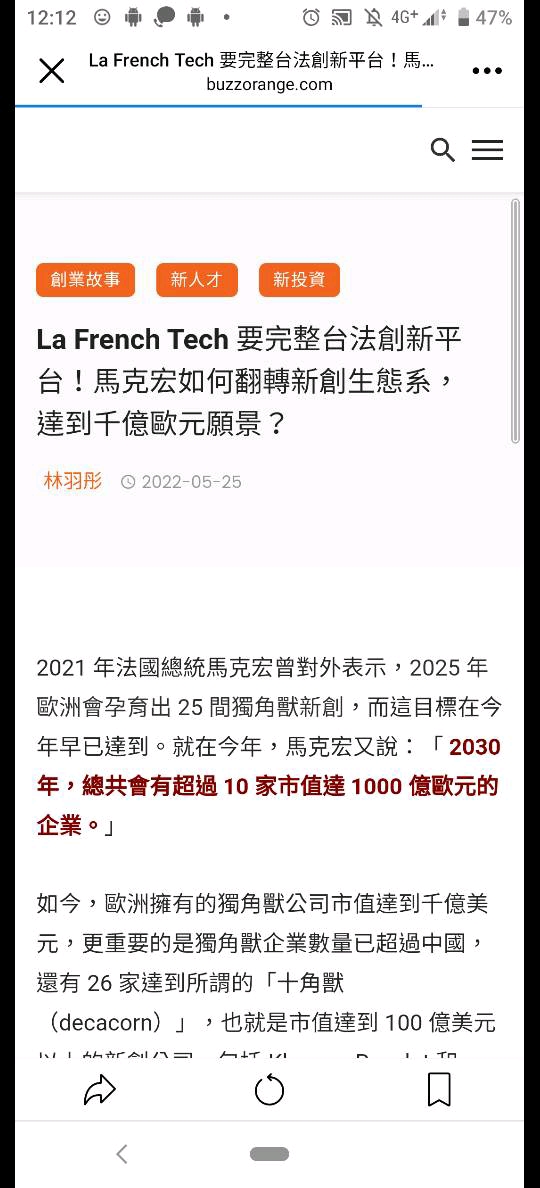 12:12
4G+
47%
La French Tech 要完整台法創新平台！馬...
buzzorange.com
創業故事 新人才 新投資
La French Tech 要完整台法創新平
台！馬克宏如何翻轉新創生態系，
達到千億歐元願景？
林羽彤 2022-05-25
2021 年法國總統馬克宏曾對外表示，2025 年
歐洲會孕育出 25 間獨角獸新創，而這目標在今
年早已達到。就在今年，馬克宏又說：「 2030
年，總共會有超過 10 家市值達 1000 億歐元的
企業。」
如今，歐洲擁有的獨角獸公司市值達到千億美
元，更重要的是獨角獸企業數量已超過中國，
還有 26 家達到所謂的「十角獸
（decacorn）」，也就是市值達到 100 億美元